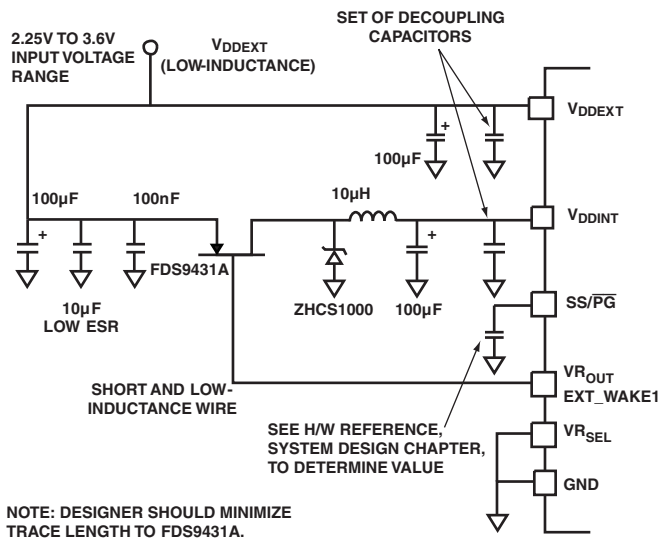 SET OF DECOUPLING
CAPACITORS
2.25V TO 3.6V
INPUT VOLTAGE
RANGE
VDDEXT
(LOW-INDUCTANCE)
VDDEXT
+
100µF
100µF
100nF
10µH
VDDINT
+
+
FDS9431A
10µF
LOW ESR
ZHCS1000
100µF
SS/PG
SHORT AND LOW-
INDUCTANCE WIRE
VROUT
EXT_WAKE1
SEE H/W REFERENCE,
SYSTEM DESIGN CHAPTER,
TO DETERMINE VALUE
VRSEL
GND
NOTE: DESIGNER SHOULD MINIMIZE
TRACE LENGTH TO FDS9431A.